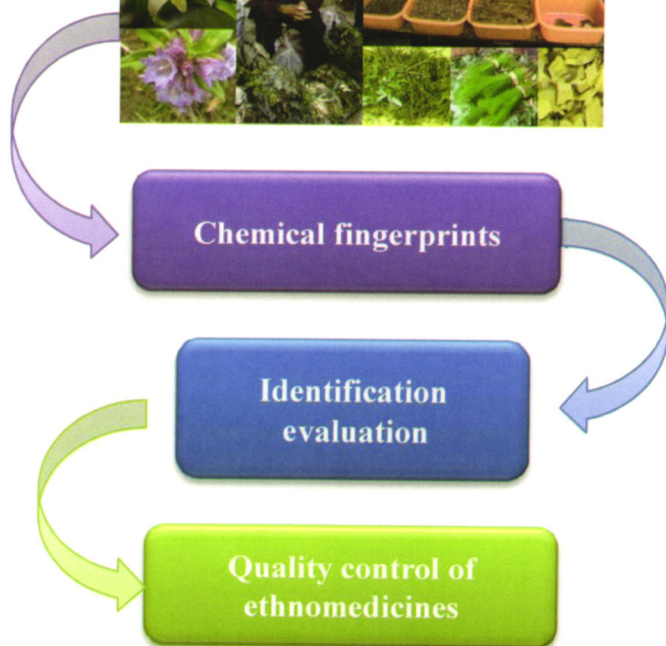 Chemical fingerprints
Identification
evaluation
Quality control of
ethnomedicines